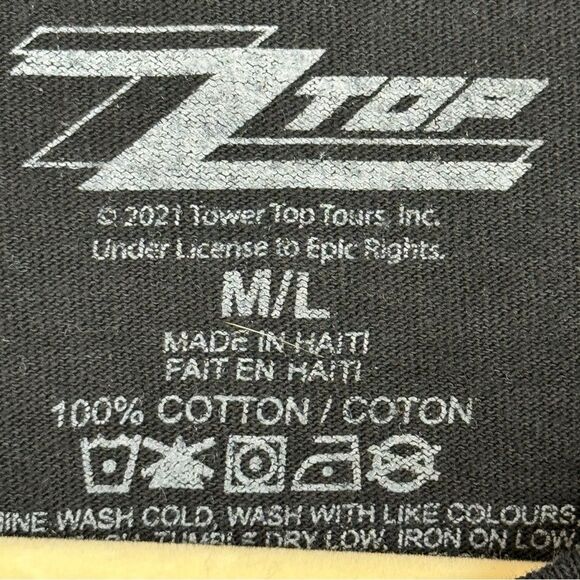 ZZ TOP
© 2021 Tower Top Tours, Inc.
Under License to Epic Rights.
M/L
MADE IN HAITI
FAIT EN HAITI
100% COTTON / COTON
WASH COLD, WASH WITH LIKE COLOURS
TUMBLE DRY LOW, IRON ON LOW